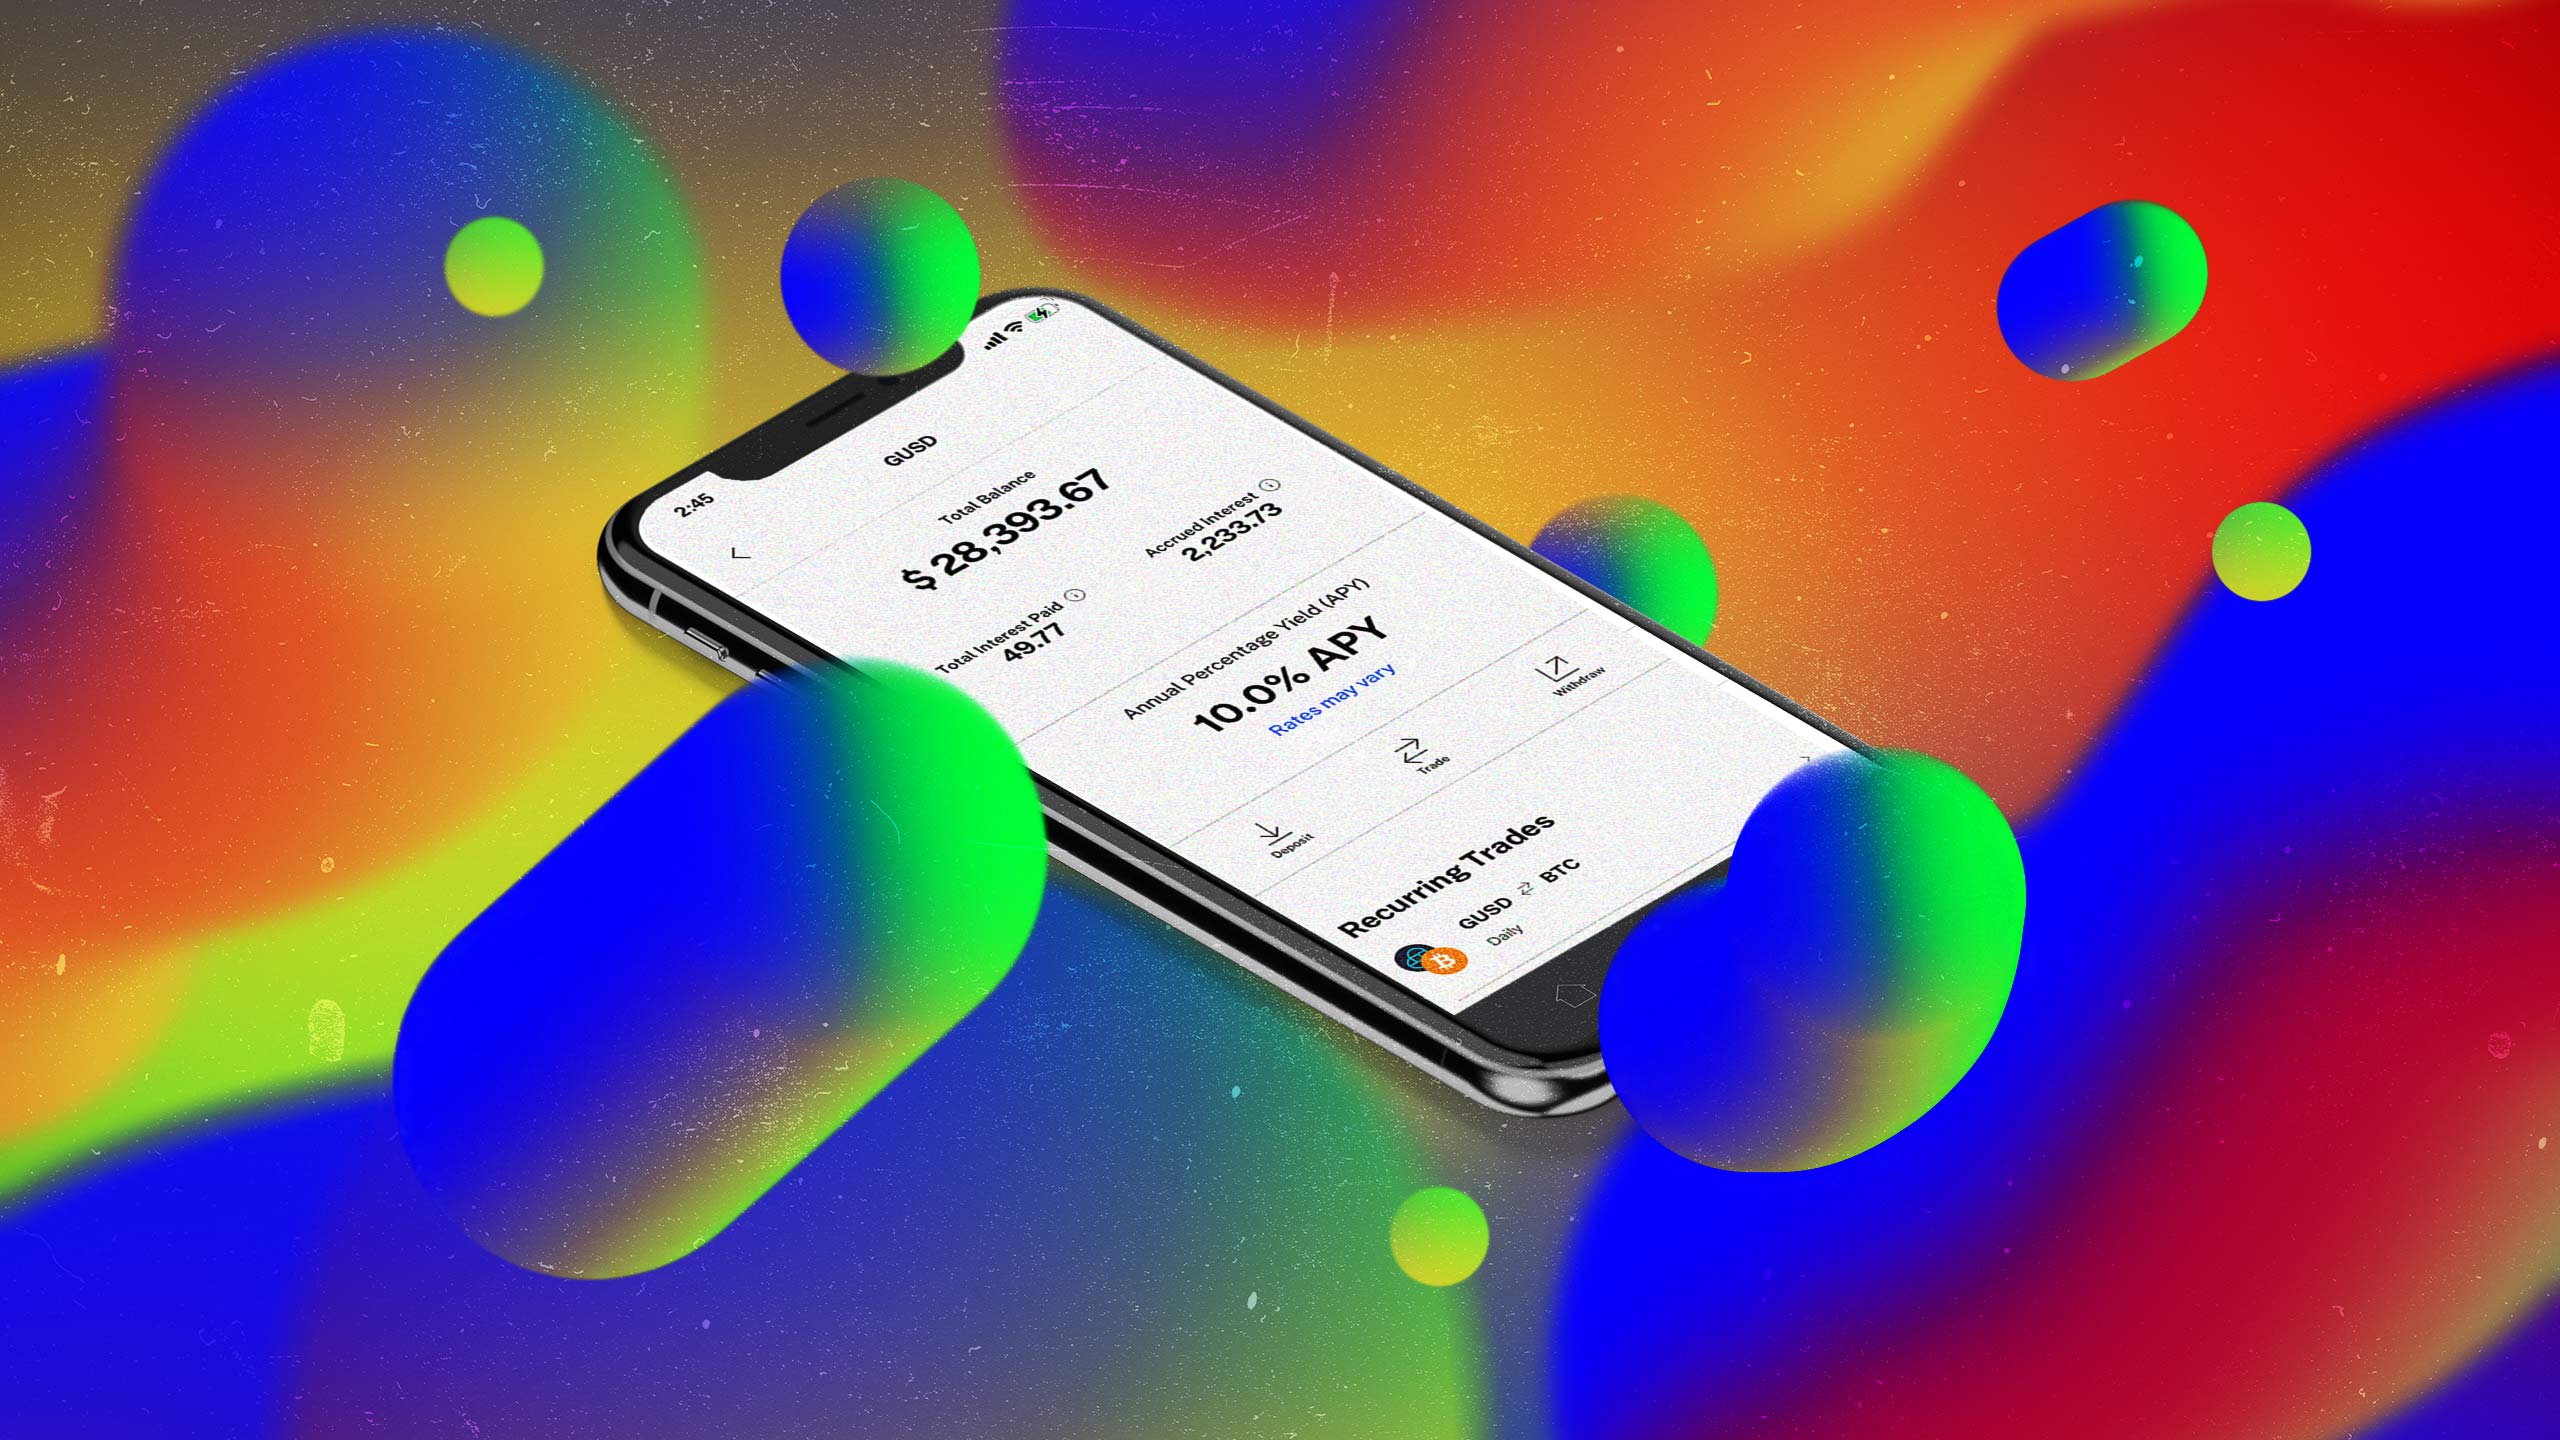 2:45
GUSD
Total Balance
$ 28,393.67
Total Interest Paid
49.77
Accrued Interest
2,233.73
Annual Percentage Yield (APY)
10.0% APY
Rates may vary
Deposit
Trade
Withdraw
Recurring Trades
GUSD ⇄ BTC
Daily